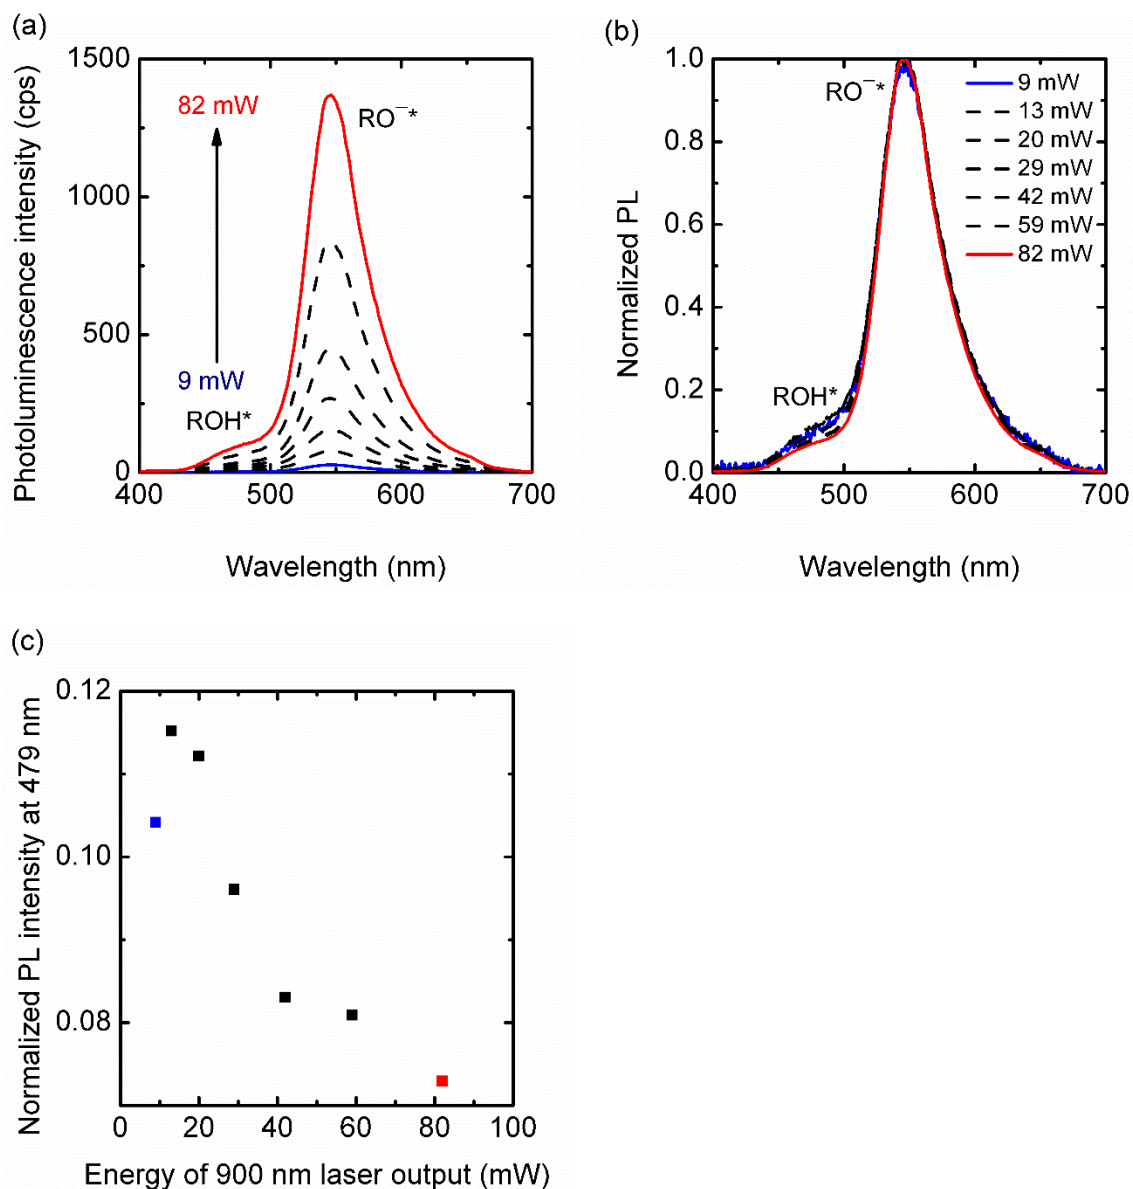 (a)
1500
1000
500
0
400
500
600
700
Photoluminescence intensity (cps)
Wavelength (nm)
82 mW
9 mW
RO⁻*
ROH*
(b)
1.0
0.8
0.6
0.4
0.2
0.0
400
500
600
700
Normalized PL
Wavelength (nm)
RO⁻*
ROH*
9 mW
13 mW
20 mW
29 mW
42 mW
59 mW
82 mW
(c)
0.12
0.10
0.08
0
20
40
60
80
100
Normalized PL intensity at 479 nm
Energy of 900 nm laser output (mW)